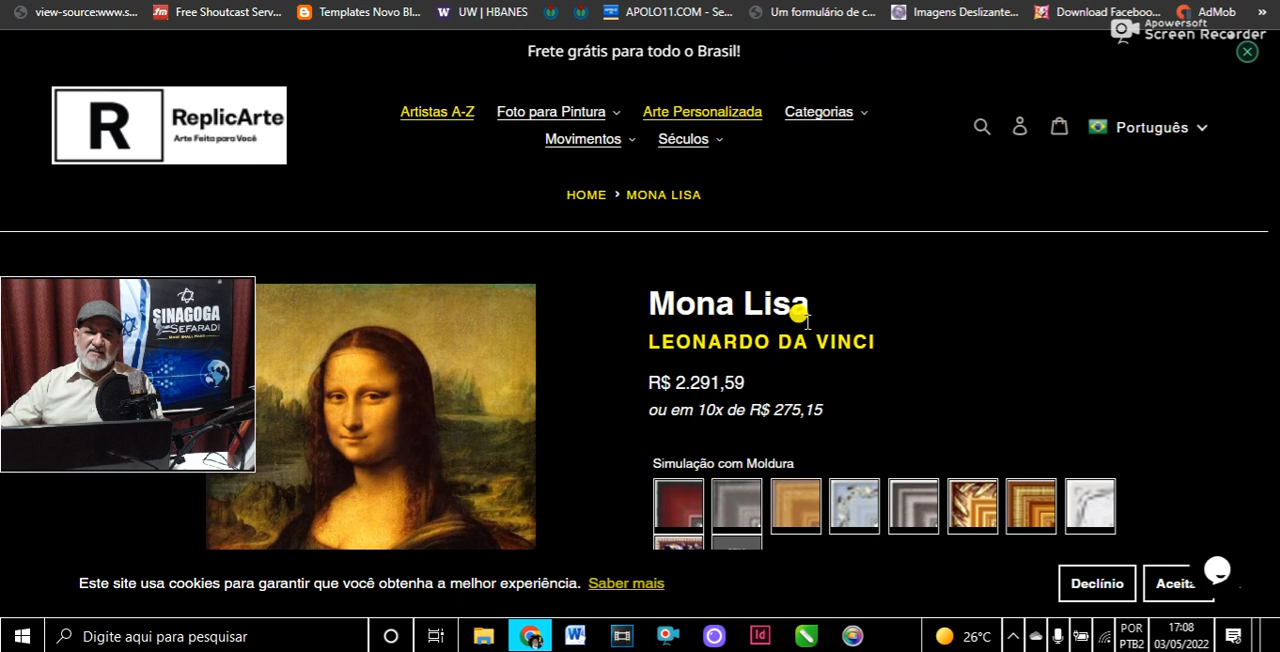 view-source:www.s...
Free Shoutcast Serv...
Templates Novo Bl...
UW | HBANES
APOLO11.COM - Se...
Um formulário de c...
Imagens Deslizante...
Download Faceboo...
AdMob
»
Apowersoft
Screen Recorder
Frete grátis para todo o Brasil!
R
ReplicArte
Arte Feita para Você
Artistas A-Z
Foto para Pintura
Arte Personalizada
Categorias
Movimentos
Séculos
Português
HOME › MONA LISA
SINAGOGA
SEFARADI
Mona Lisa
LEONARDO DA VINCI
R$ 2.291,59
ou em 10x de R$ 275,15
Simulação com Moldura
Este site usa cookies para garantir que você obtenha a melhor experiência. Saber mais
Declínio
Aceita
Digite aqui para pesquisar
26°C
POR
PTB2
17:08
03/05/2022